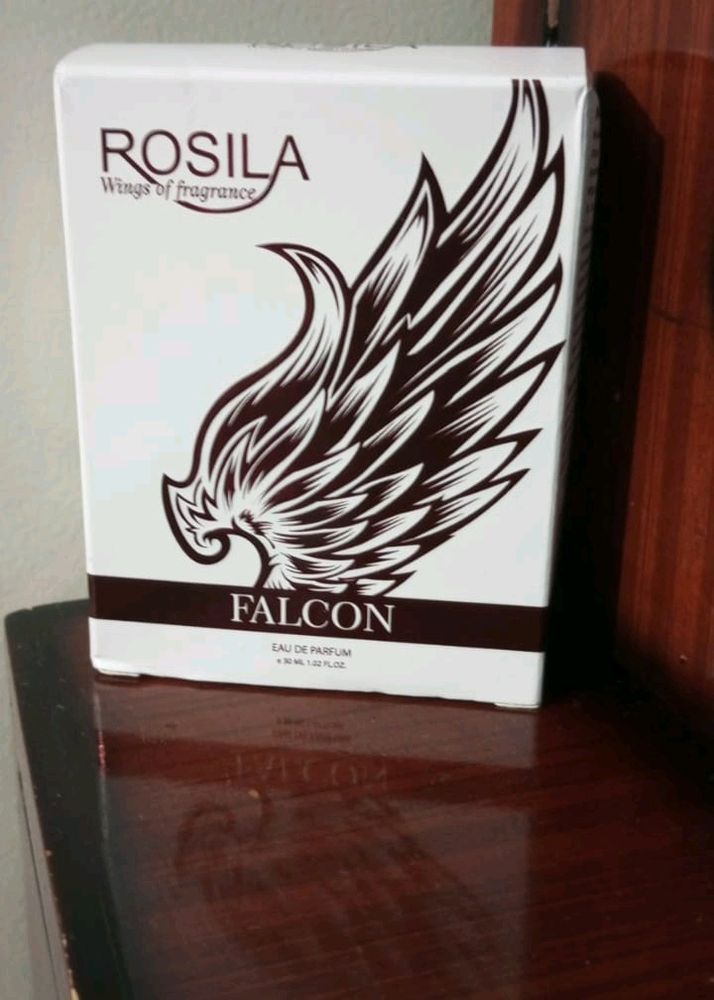 ROSILA
Wings of fragrance
FALCON
EAU DE PARFUM
e 30 ML 1.02 FL.OZ.